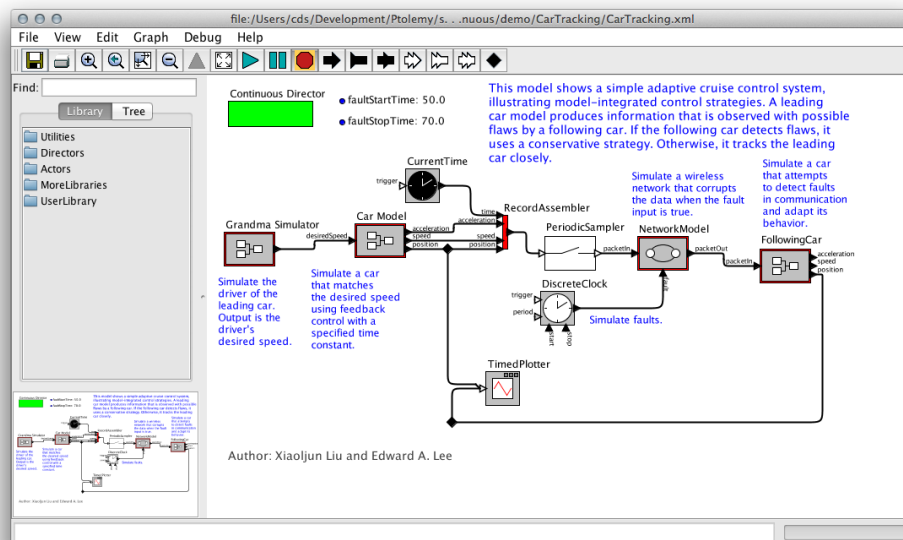 file:/Users/cds/Development/Ptolemy/s. . .nuous/demo/CarTracking/CarTracking.xml
File View Edit Graph Debug Help
Find:
Library Tree
Utilities
Directors
Actors
MoreLibraries
UserLibrary
Continuous Director
faultStartTime: 50.0
faultStopTime: 70.0
This model shows a simple adaptive cruise control system,
illustrating model-integrated control strategies. A leading
car model produces information that is observed with possible
flaws by a following car. If the following car detects flaws, it
uses a conservative strategy. Otherwise, it tracks the leading
car closely.
CurrentTime
trigger
Simulate a wireless
network that corrupts
the data when the fault
input is true.
Simulate a car
that attempts
to detect faults
in communication
and adapt its
behavior.
Grandma Simulator
desiredSpeed
Car Model
acceleration
speed
position
RecordAssembler
time
acceleration
speed
position
PeriodicSampler
NetworkModel
packetIn
packetOut
fault
FollowingCar
packetIn
acceleration
speed
position
Simulate the
driver of the
leading car.
Output is the
driver's
desired speed.
Simulate a car
that matches
the desired speed
using feedback
control with a
specified time
constant.
DiscreteClock
trigger
period
start
stop
Simulate faults.
TimedPlotter
Author: Xiaoljun Liu and Edward A. Lee